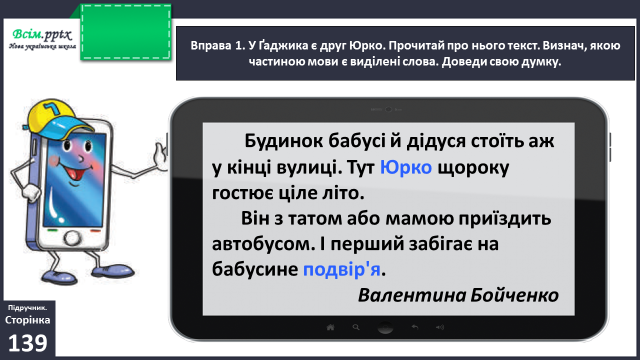 Всім.pptx
Нова українська школа
Вправа 1. У Ґаджика є друг Юрко. Прочитай про нього текст. Визнач, якою
частиною мови є виділені слова. Доведи свою думку.
Будинок бабусі й дідуся стоїть аж
у кінці вулиці. Тут Юрко щороку
гостює ціле літо.
Він з татом або мамою приїздить
автобусом. І перший забігає на
бабусине подвір'я.
Валентина Бойченко
Підручник.
Сторінка
139